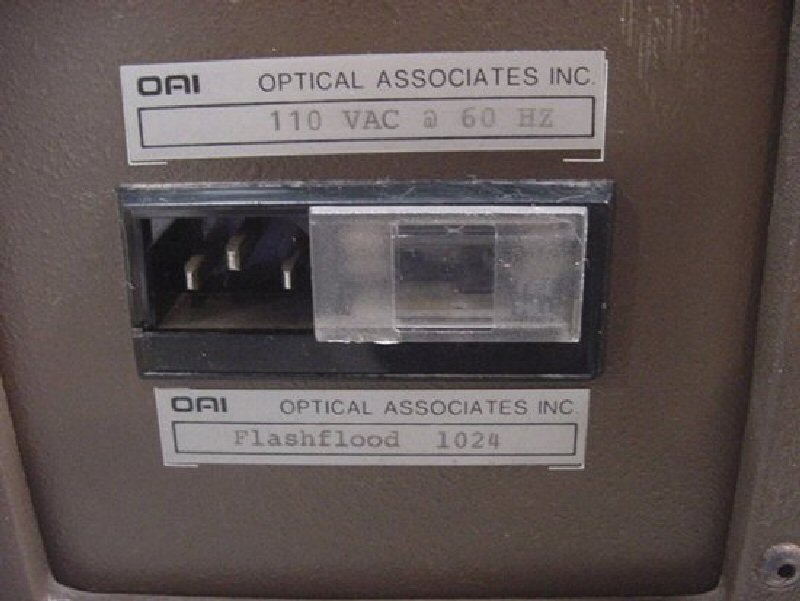 OAI OPTICAL ASSOCIATES INC.
110 VAC @ 60 HZ
OAI OPTICAL ASSOCIATES INC.
Flashflood 1024